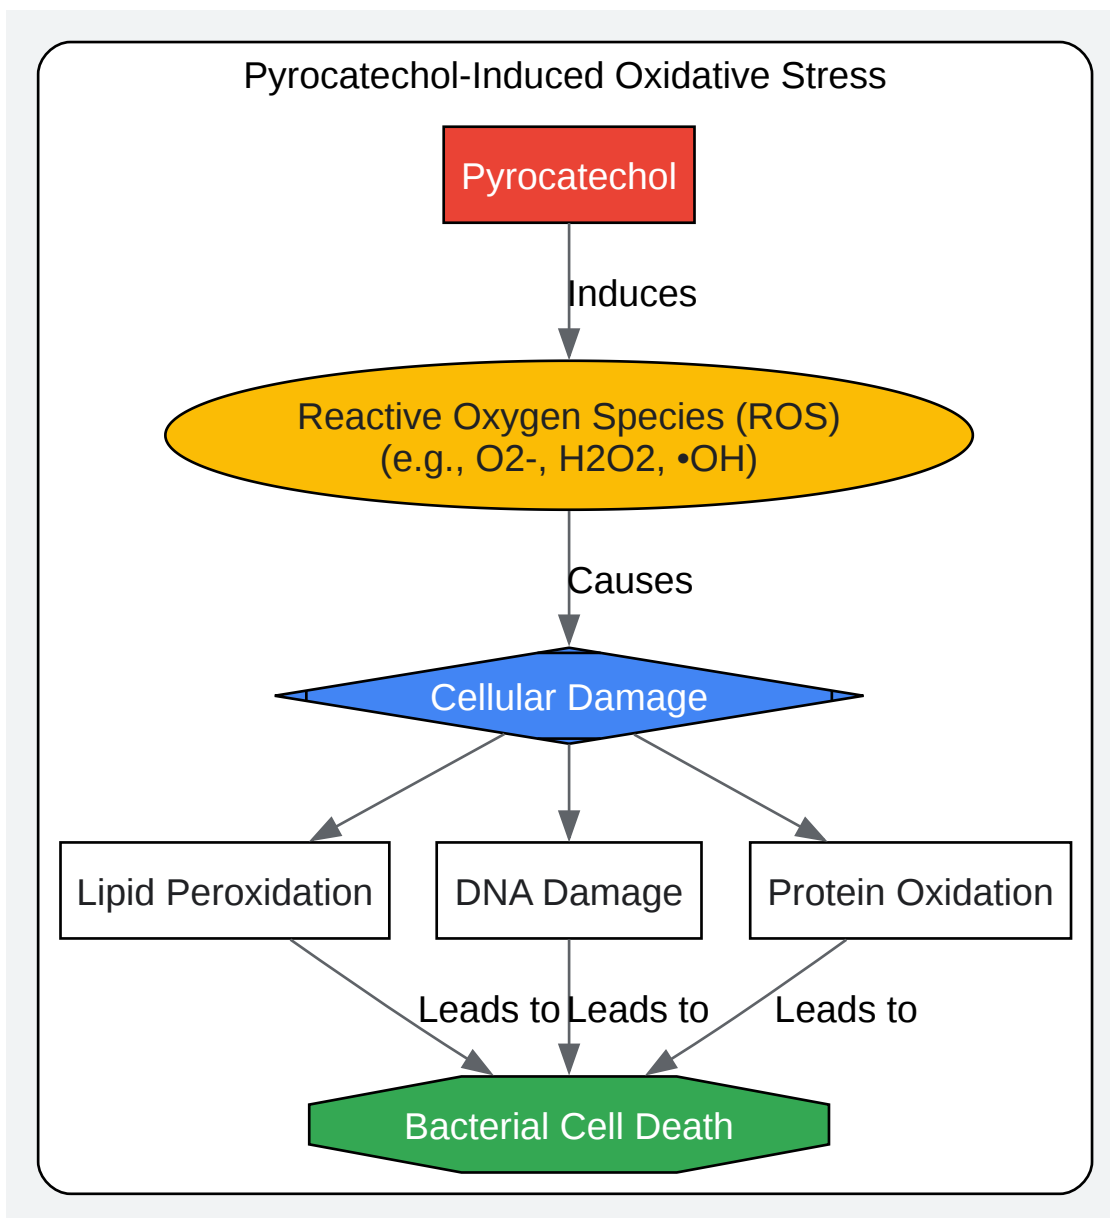 Pyrocatechol-Induced Oxidative Stress
Pyrocatechol
Induces
Reactive Oxygen Species (ROS)
(e.g., O2-, H2O2, •OH)
Causes
Cellular Damage
Lipid Peroxidation
DNA Damage
Protein Oxidation
Leads to
Leads to
Leads to
Bacterial Cell Death